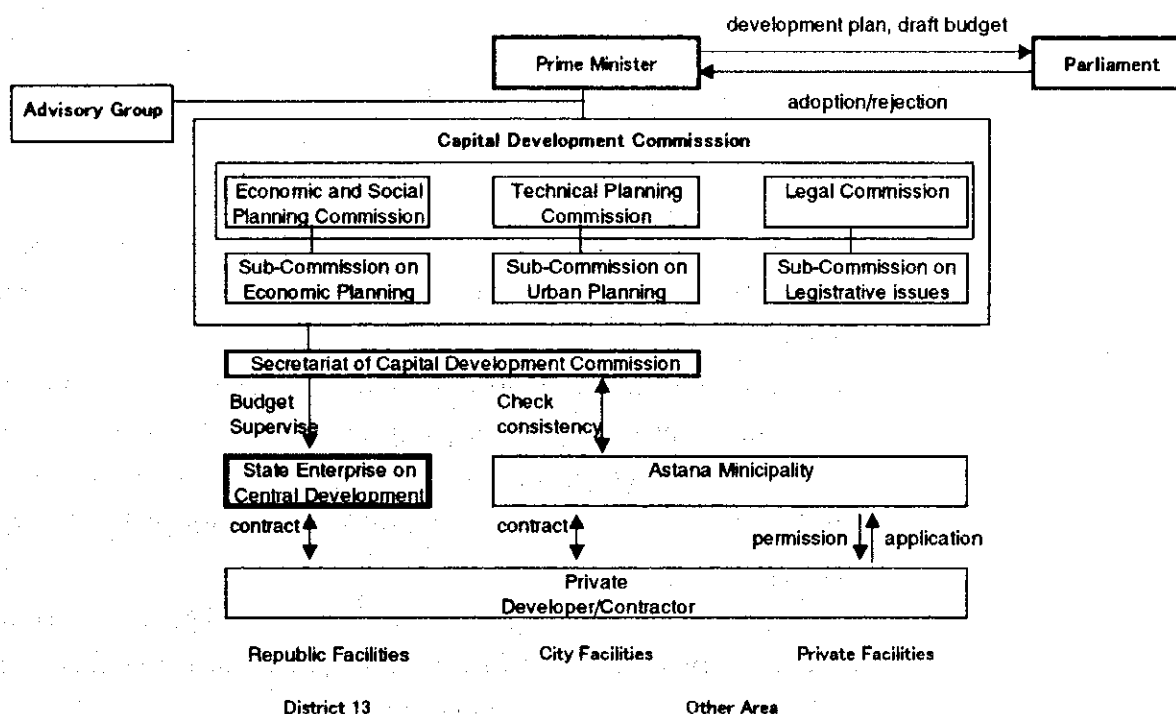 development plan, draft budget
Prime Minister
Parliament
Advisory Group
adoption/rejection
Capital Development Commisssion
Economic and Social
Planning Commission
Technical Planning
Commission
Legal Commission
Sub-Commission on
Economic Planning
Sub-Commission on
Urban Planning
Sub-Commission on
Legistrative issues
Secretariat of Capital Development Commission
Budget
Supervise
Check
consistency
State Enterprise on
Central Development
Astana Minicipality
contract
contract
permission
application
Private
Developer/Contractor
Republic Facilities
City Facilities
Private Facilities
District 13
Other Area